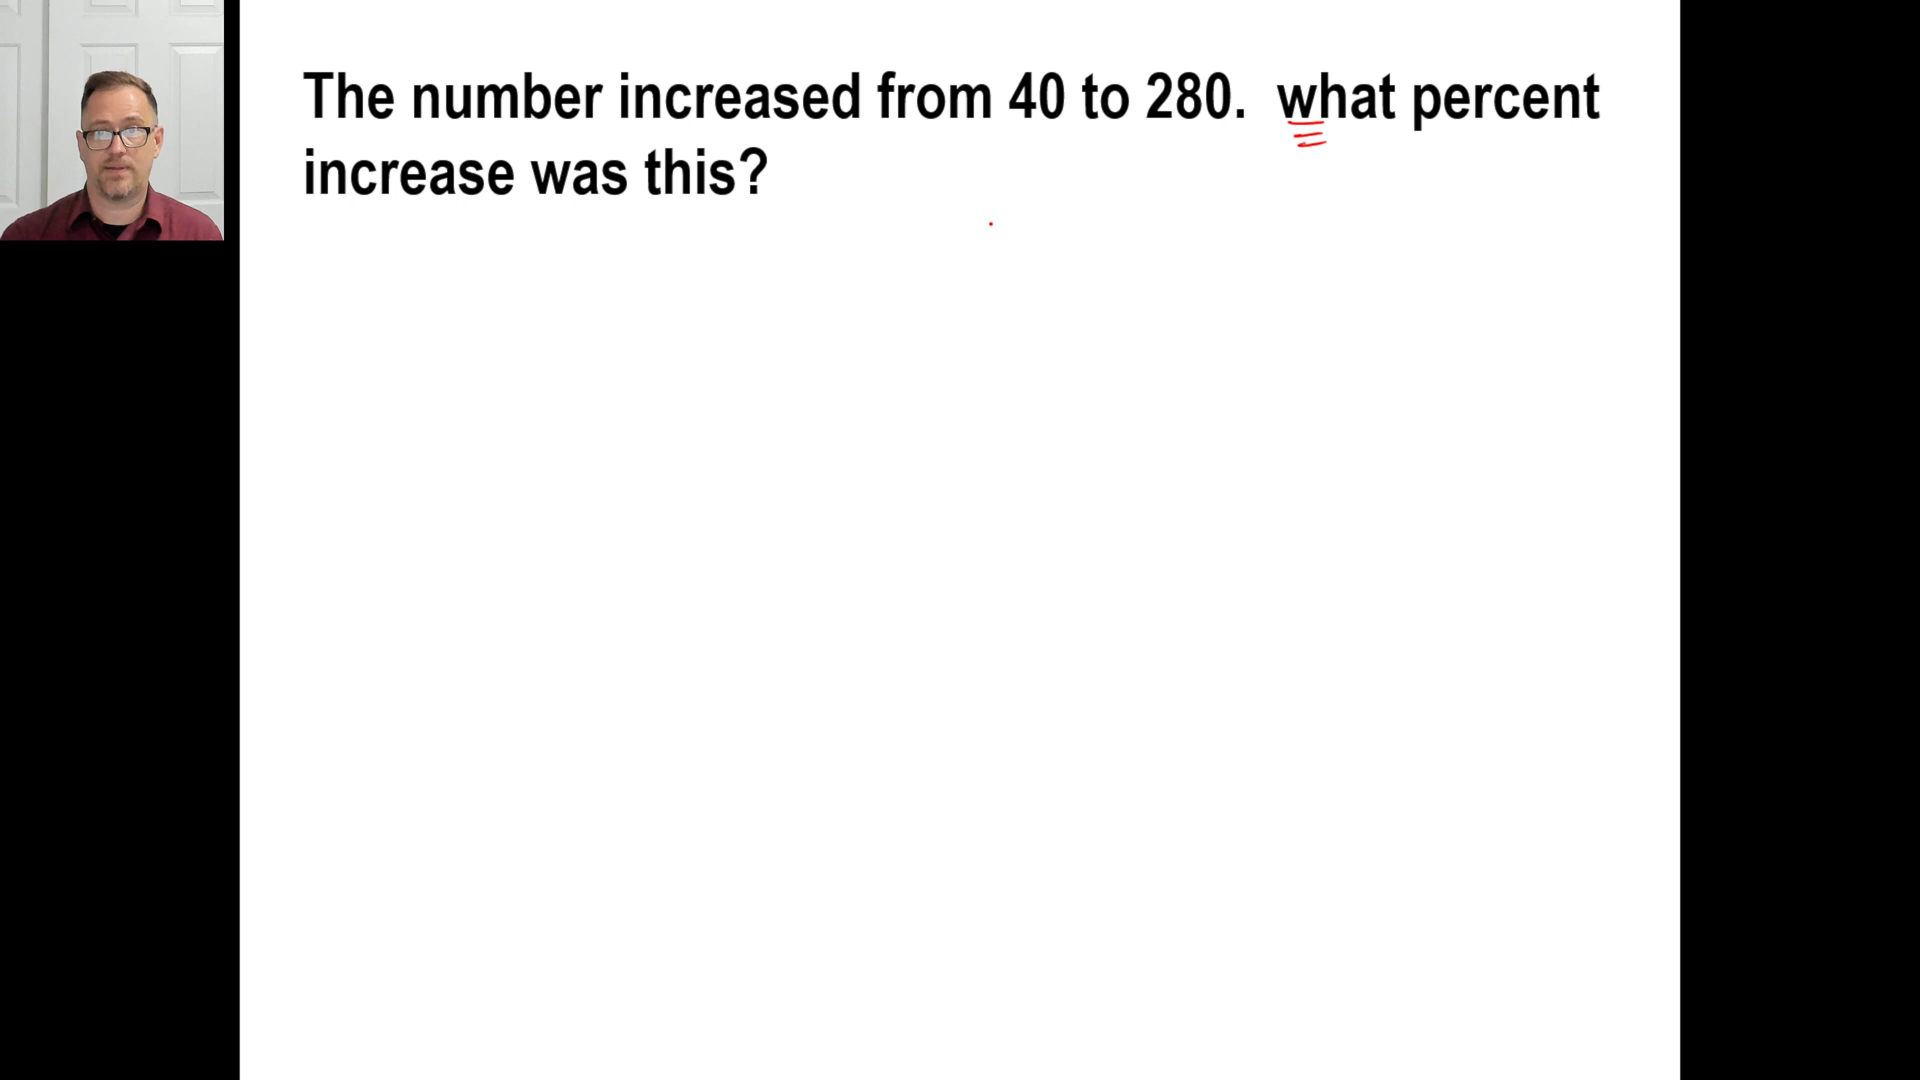 The number increased from 40 to 280. what percent
increase was this?